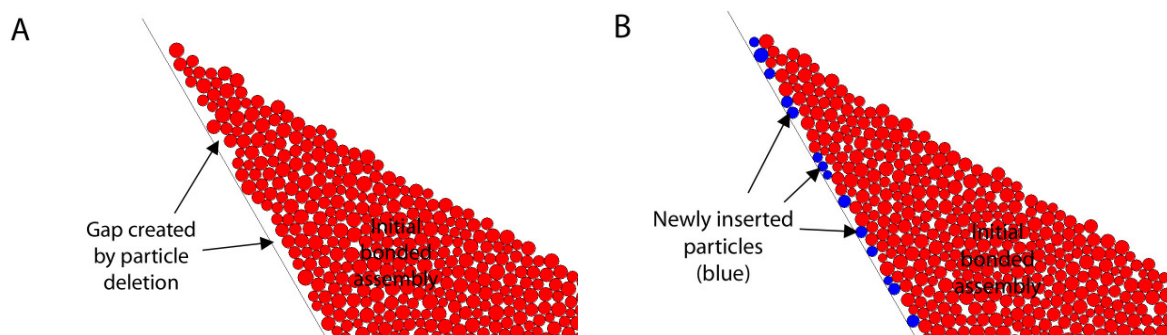 A
Gap created
by particle
deletion
Initial
bonded
assembly
B
Newly inserted
particles
(blue)
Initial
bonded
assembly